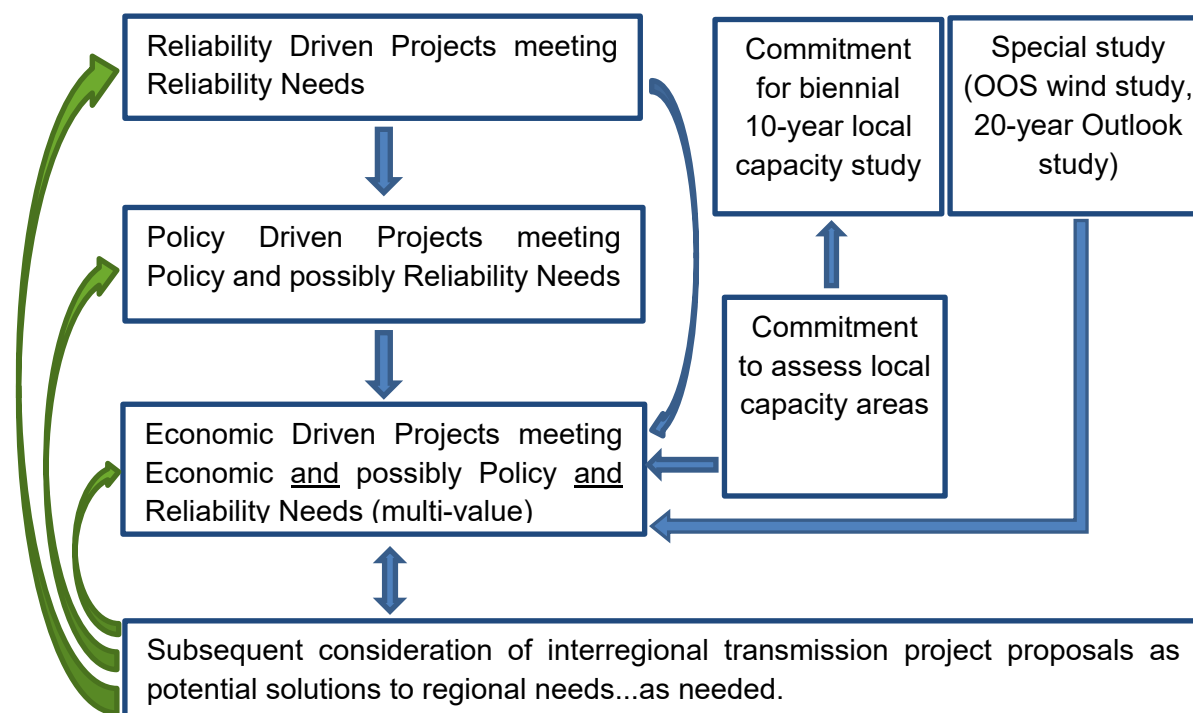 Reliability Driven Projects meeting
Reliability Needs
Commitment
for biennial
10-year local
capacity study
Special study
(OOS wind study,
20-year Outlook
study)
Policy Driven Projects meeting
Policy and possibly Reliability Needs
Commitment
to assess local
capacity areas
Economic Driven Projects meeting
Economic and possibly Policy and
Reliability Needs (multi-value)
Subsequent consideration of interregional transmission project proposals as
potential solutions to regional needs...as needed.